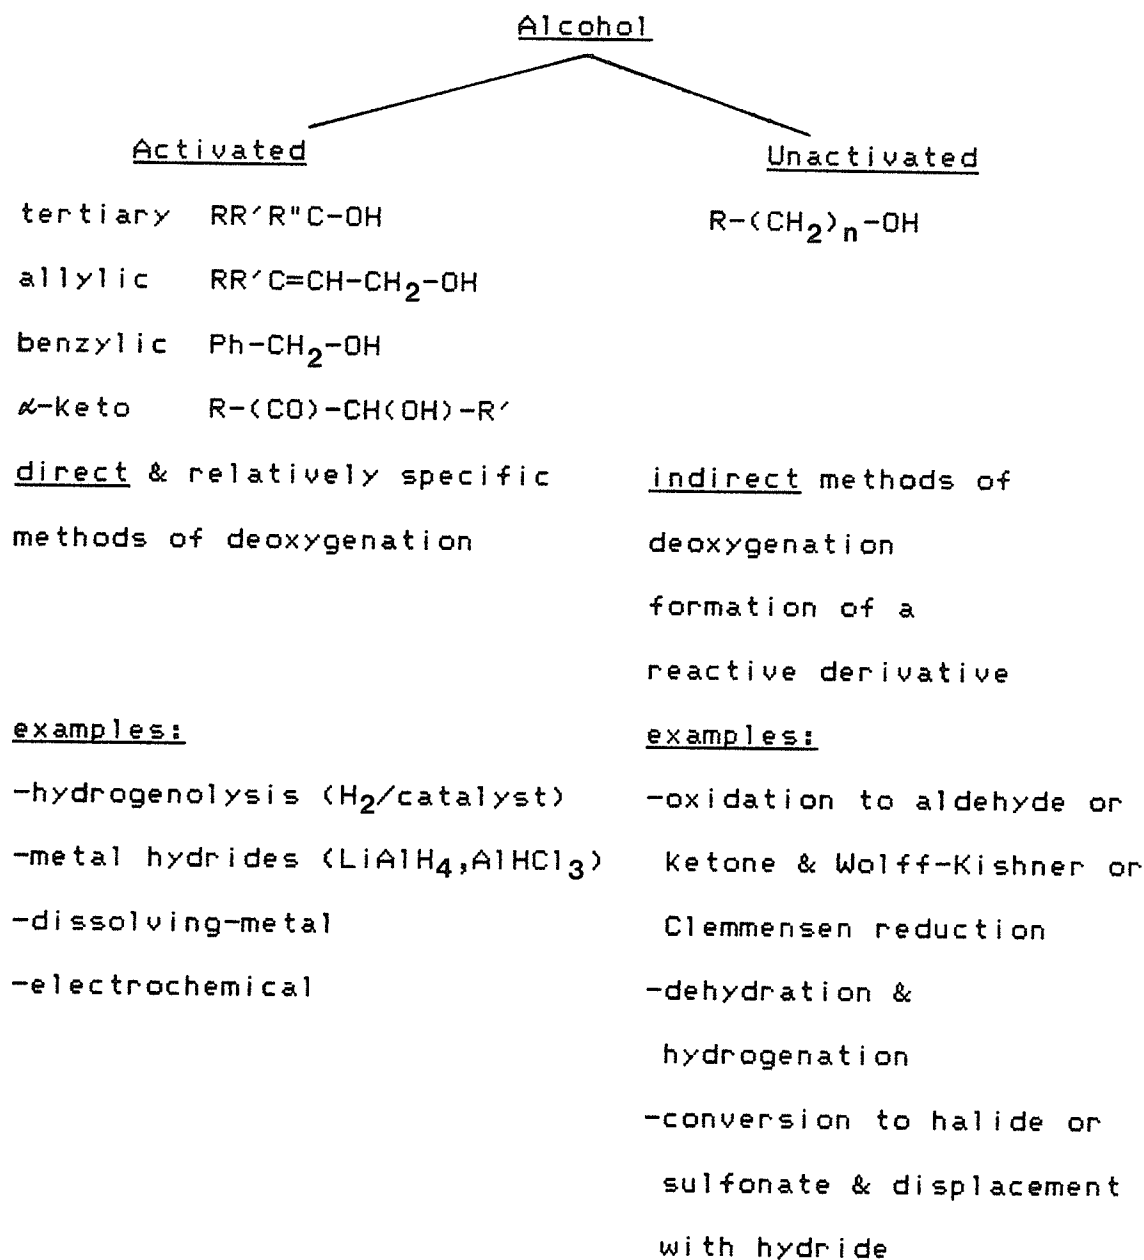 Alcohol
Activated
Unactivated
tertiary RR′R"C-OH
R-(CH₂)ₙ-OH
allylic RR′C=CH-CH₂-OH
benzylic Ph-CH₂-OH
α-Keto R-(CO)-CH(OH)-R′
direct & relatively specific
methods of deoxygenation
indirect methods of
deoxygenation
formation of a
reactive derivative
examples:
-hydrogenolysis (H₂/catalyst)
-metal hydrides (LiAlH₄,AlHCl₃)
-dissolving-metal
-electrochemical
examples:
-oxidation to aldehyde or
ketone & Wolff-Kishner or
Clemmensen reduction
-dehydration &
hydrogenation
-conversion to halide or
sulfonate & displacement
with hydride